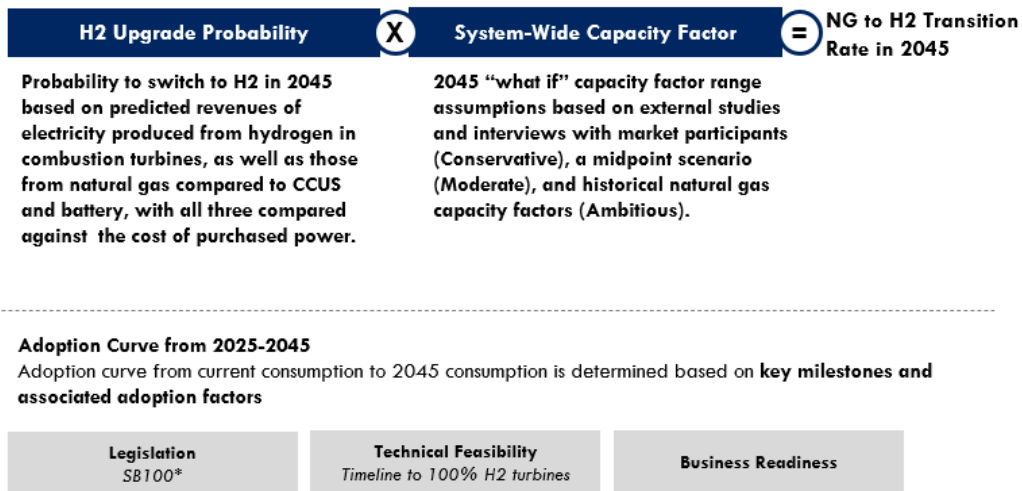 H2 Upgrade Probability
X
System-Wide Capacity Factor
=
NG to H2 Transition
Rate in 2045
Probability to switch to H2 in 2045
based on predicted revenues of
electricity produced from hydrogen in
combustion turbines, as well as those
from natural gas compared to CCUS
and battery, with all three compared
against the cost of purchased power.
2045 “what if” capacity factor range
assumptions based on external studies
and interviews with market participants
(Conservative), a midpoint scenario
(Moderate), and historical natural gas
capacity factors (Ambitious).
Adoption Curve from 2025-2045
Adoption curve from current consumption to 2045 consumption is determined based on key milestones and
associated adoption factors
Legislation
SB100*
Technical Feasibility
Timeline to 100% H2 turbines
Business Readiness